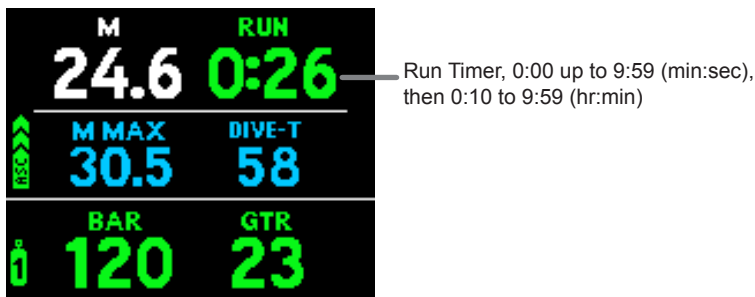 M RUN
24.6 0:26
Run Timer, 0:00 up to 9:59 (min:sec),
then 0:10 to 9:59 (hr:min)
M MAX DIVE-T
30.5 58
ASC
BAR GTR
1 120 23